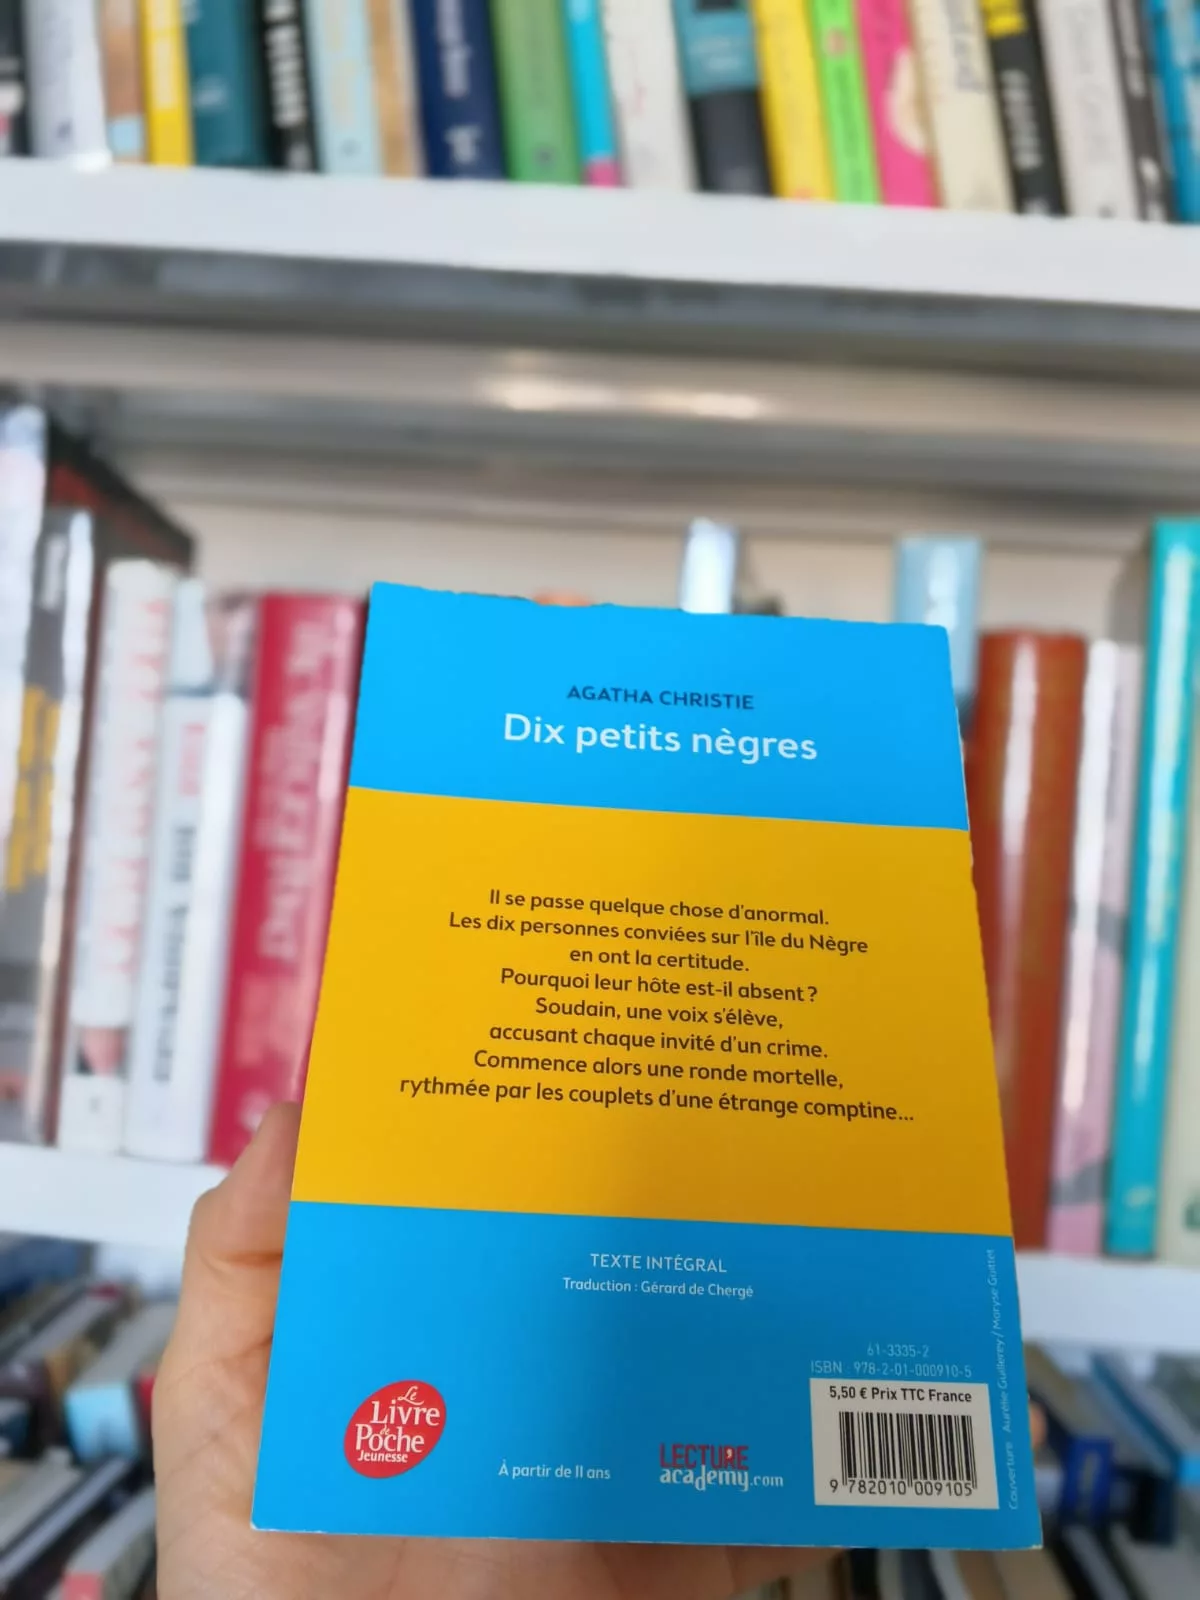 AGATHA CHRISTIE
Dix petits nègres
Il se passe quelque chose d'anormal.
Les dix personnes conviées sur l'île du Nègre
en ont la certitude.
Pourquoi leur hôte est-il absent ?
Soudain, une voix s'élève,
accusant chaque invité d'un crime.
Commence alors une ronde mortelle,
rythmée par les couplets d'une étrange comptine...
TEXTE INTÉGRAL
Traduction : Gérard de Chergé
61-3335-2
ISBN : 978-2-01-000910-5
5,50 € Prix TTC France
9 782010 009105
Le
Livre
de
Poche
Jeunesse
À partir de 11 ans
LECTURE
academy.com
Couverture Aurélie Guillerey / Maryse Guittet